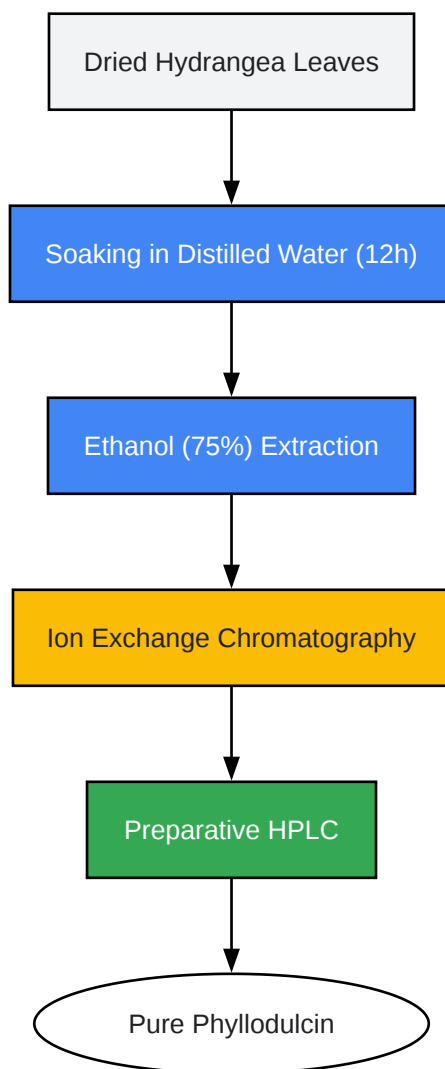 Dried Hydrangea Leaves
Soaking in Distilled Water (12h)
Ethanol (75%) Extraction
Ion Exchange Chromatography
Preparative HPLC
Pure Phyllodulcin